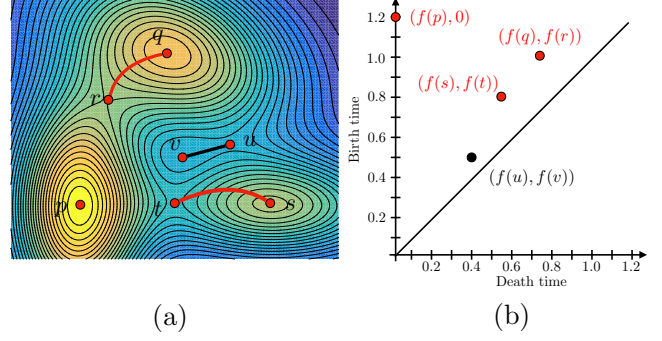 q
r
v
u
p
t
s
(a)
1.2
1.0
0.8
0.6
0.4
0.2
Birth time
(f(p), 0)
(f(q), f(r))
(f(s), f(t))
(f(u), f(v))
0.2 0.4 0.6 0.8 1.0 1.2
Death time
(b)